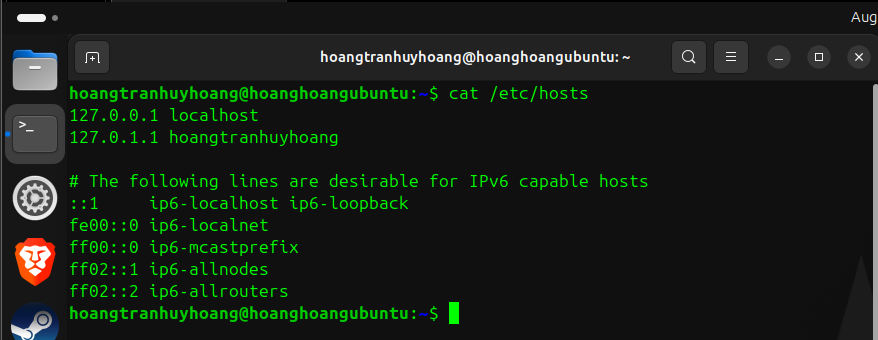 Aug
hoangtranhuyhoang@hoanghoangubuntu: ~
hoangtranhuyhoang@hoanghoangubuntu:~$ cat /etc/hosts
127.0.0.1 localhost
127.0.1.1 hoangtranhuyhoang
# The following lines are desirable for IPv6 capable hosts
::1     ip6-localhost ip6-loopback
fe00::0 ip6-localnet
ff00::0 ip6-mcastprefix
ff02::1 ip6-allnodes
ff02::2 ip6-allrouters
hoangtranhuyhoang@hoanghoangubuntu:~$